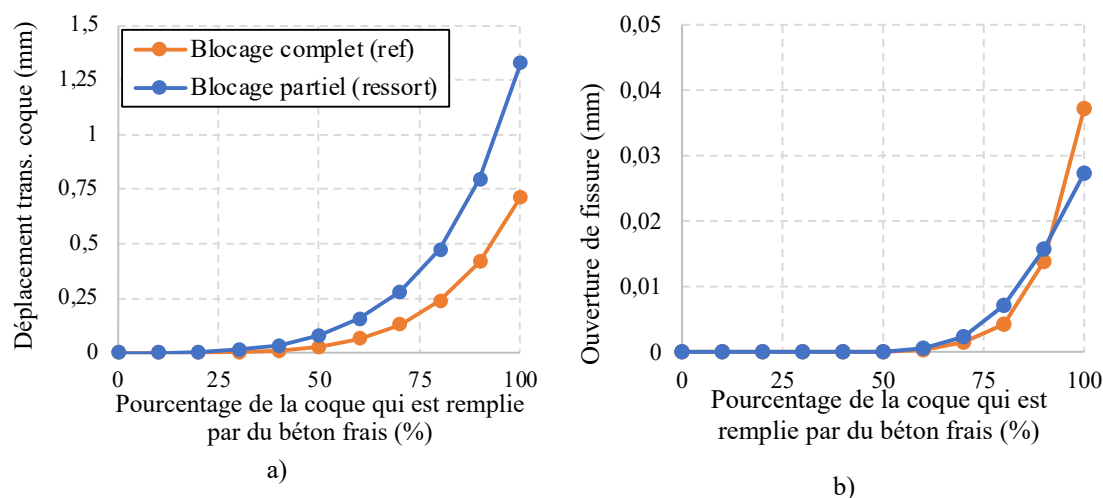 Déplacement trans. coque (mm)
1,5
1,25
1
0,75
0,5
0,25
0
Blocage complet (ref)
Blocage partiel (ressort)
0
25
50
75
100
Pourcentage de la coque qui est remplie
par du béton frais (%)
a)
Ouverture de fissure (mm)
0,05
0,04
0,03
0,02
0,01
0
0
25
50
75
100
Pourcentage de la coque qui est
remplie par du béton frais (%)
b)